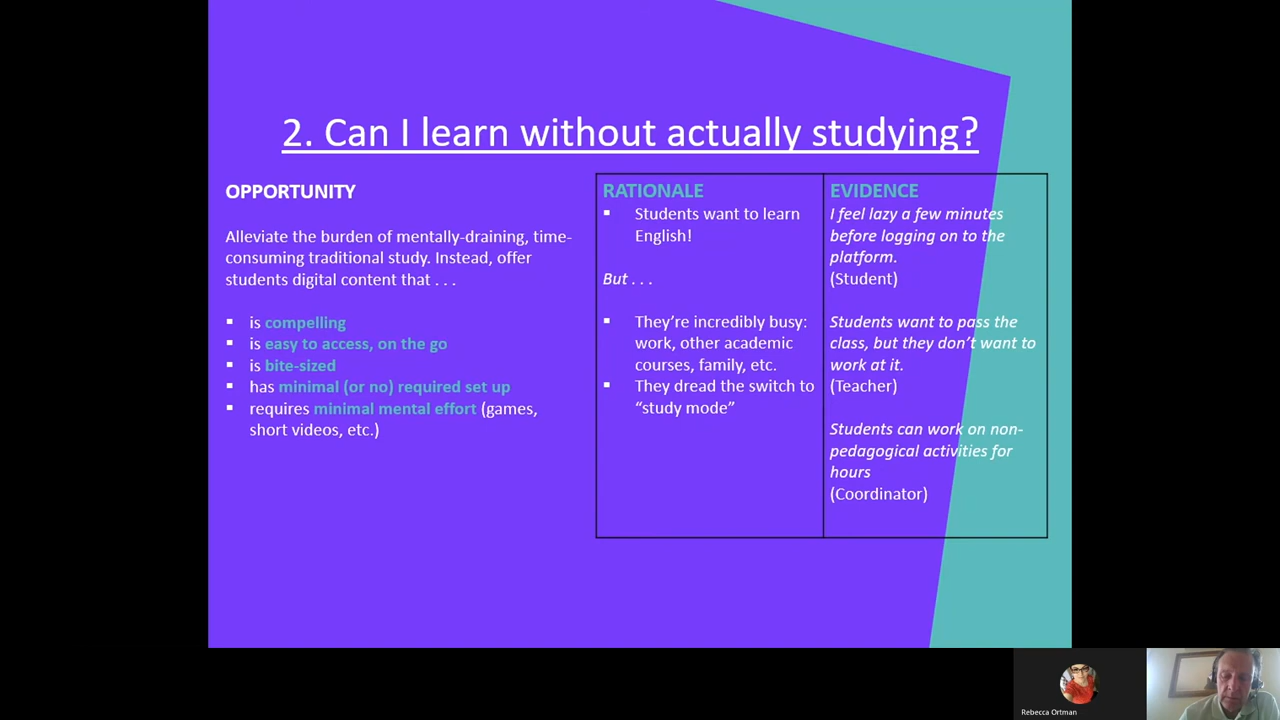 2. Can I learn without actually studying?
OPPORTUNITY
Alleviate the burden of mentally-draining, time-
consuming traditional study. Instead, offer
students digital content that . . .
▪ is compelling
▪ is easy to access, on the go
▪ is bite-sized
▪ has minimal (or no) required set up
▪ requires minimal mental effort (games,
short videos, etc.)
RATIONALE
▪ Students want to learn
English!
But . . .
▪ They’re incredibly busy:
work, other academic
courses, family, etc.
▪ They dread the switch to
“study mode”
EVIDENCE
I feel lazy a few minutes
before logging on to the
platform.
(Student)
Students want to pass the
class, but they don’t want to
work at it.
(Teacher)
Students can work on non-
pedagogical activities for
hours
(Coordinator)
Rebecca Ortman